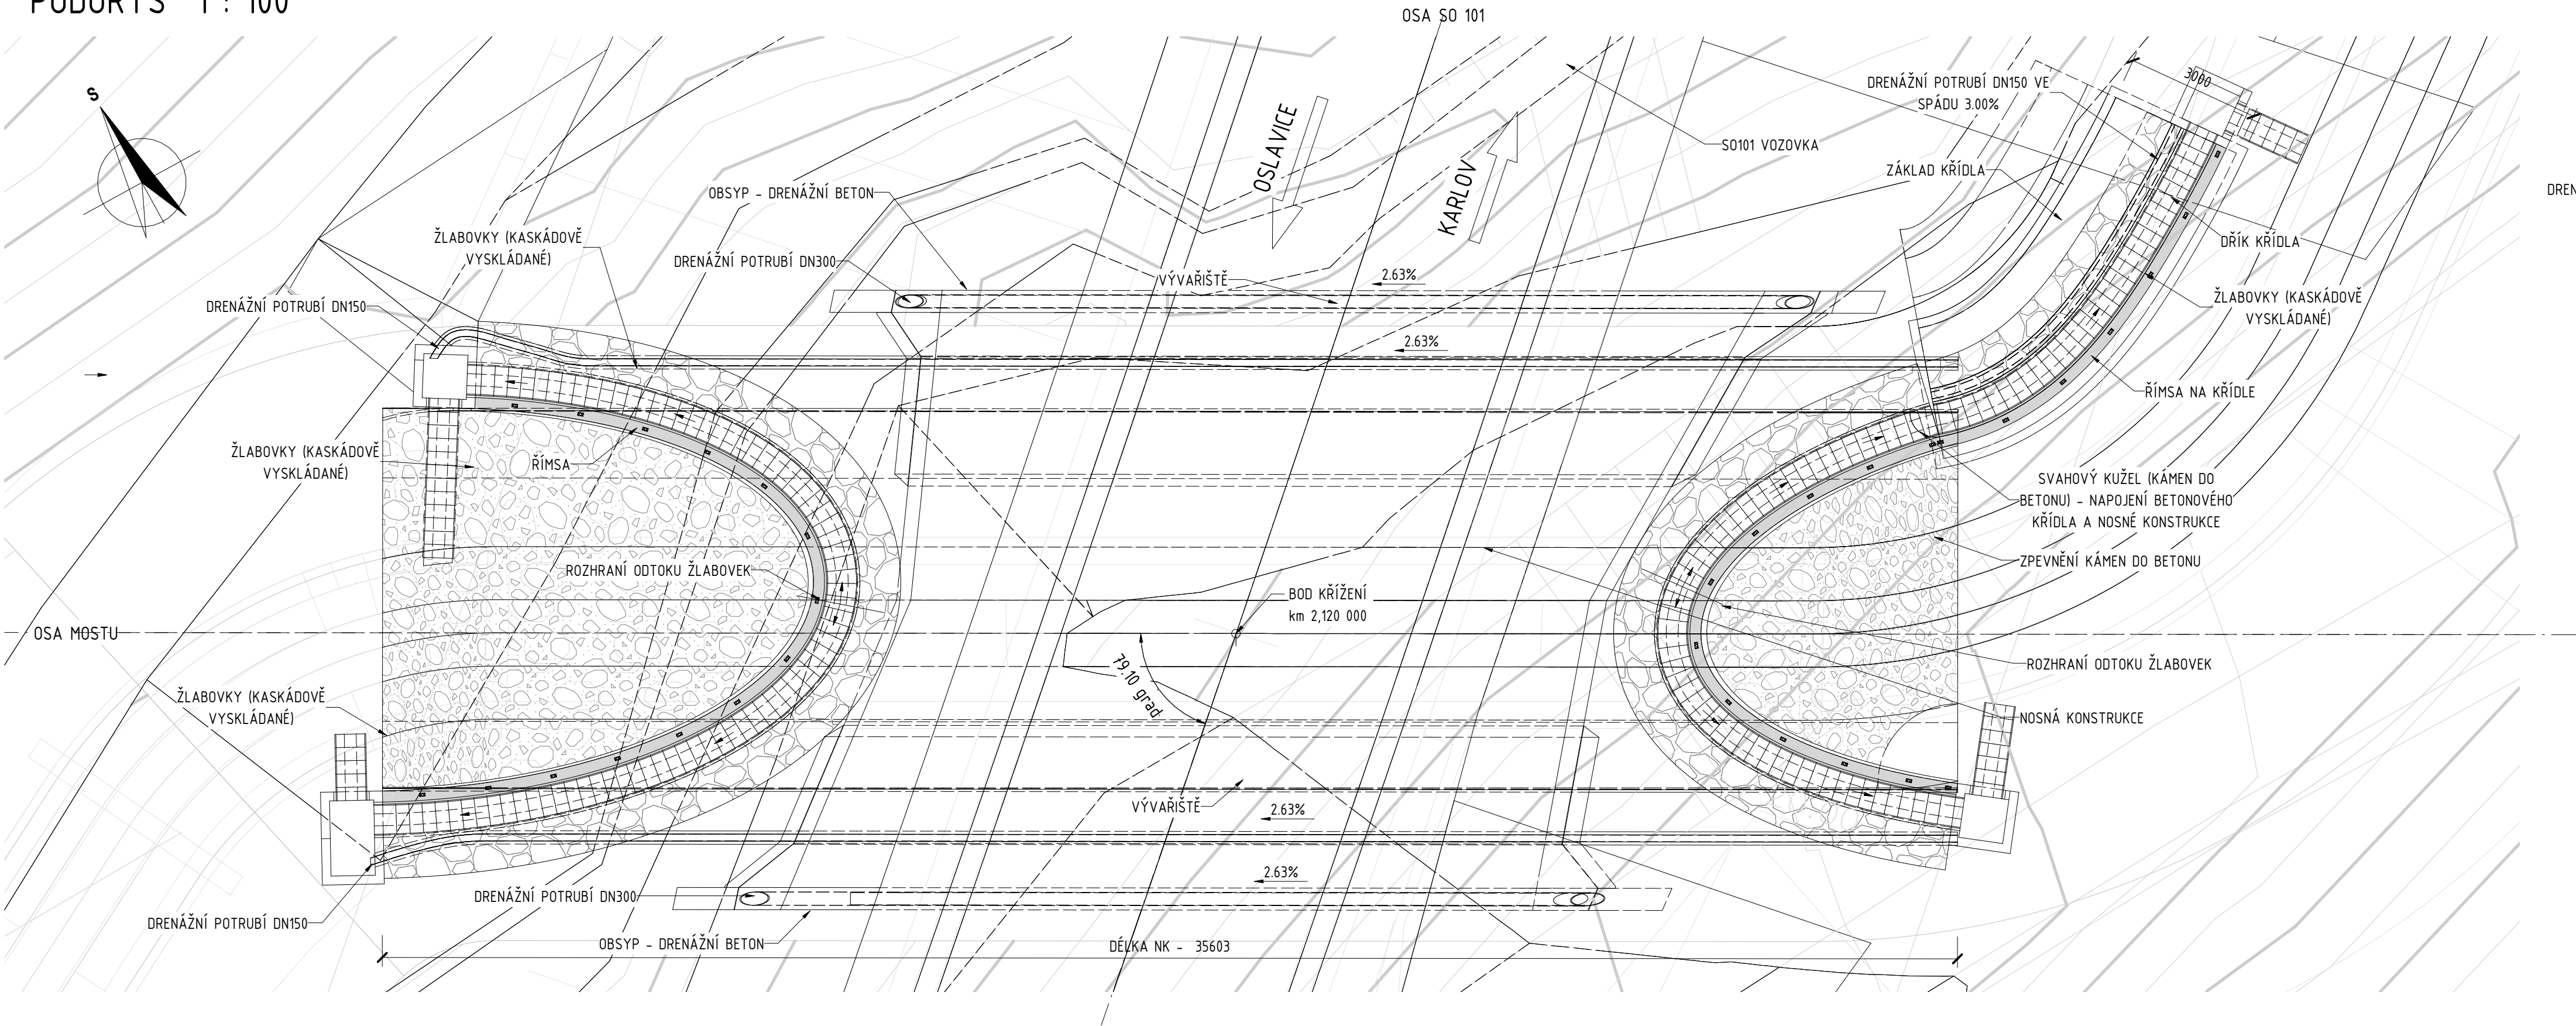 PŮDORYS 1 : 100
OSA SO 101
S
OSLAVICE
KARLOV
DRENÁŽNÍ POTRUBÍ DN150 VE
SPÁDU 3.00%
3000
SO101 VOZOVKA
ZÁKLAD KŘÍDLA
DREN
OBSYP - DRENÁŽNÍ BETON
ŽLABOVKY (KASKÁDOVĚ
VYSKLÁDANÉ)
DRENÁŽNÍ POTRUBÍ DN300
DŘÍK KŘÍDLA
VÝVAŘIŠTĚ
2.63%
DRENÁŽNÍ POTRUBÍ DN150
ŽLABOVKY (KASKÁDOVĚ
VYSKLÁDANÉ)
2.63%
ŘÍMSA NA KŘÍDLE
ŽLABOVKY (KASKÁDOVĚ
VYSKLÁDANÉ)
ŘÍMSA
SVAHOVÝ KUŽEL (KÁMEN DO
BETONU) - NAPOJENÍ BETONOVÉHO
KŘÍDLA A NOSNÉ KONSTRUKCE
ROZHRANÍ ODTOKU ŽLABOVEK
ZPEVNĚNÍ KÁMEN DO BETONU
BOD KŘÍŽENÍ
km 2,120 000
OSA MOSTU
79.10 grad
ROZHRANÍ ODTOKU ŽLABOVEK
ŽLABOVKY (KASKÁDOVĚ
VYSKLÁDANÉ)
NOSNÁ KONSTRUKCE
VÝVAŘIŠTĚ
2.63%
2.63%
DRENÁŽNÍ POTRUBÍ DN300
DRENÁŽNÍ POTRUBÍ DN150
OBSYP - DRENÁŽNÍ BETON
DÉLKA NK - 35603